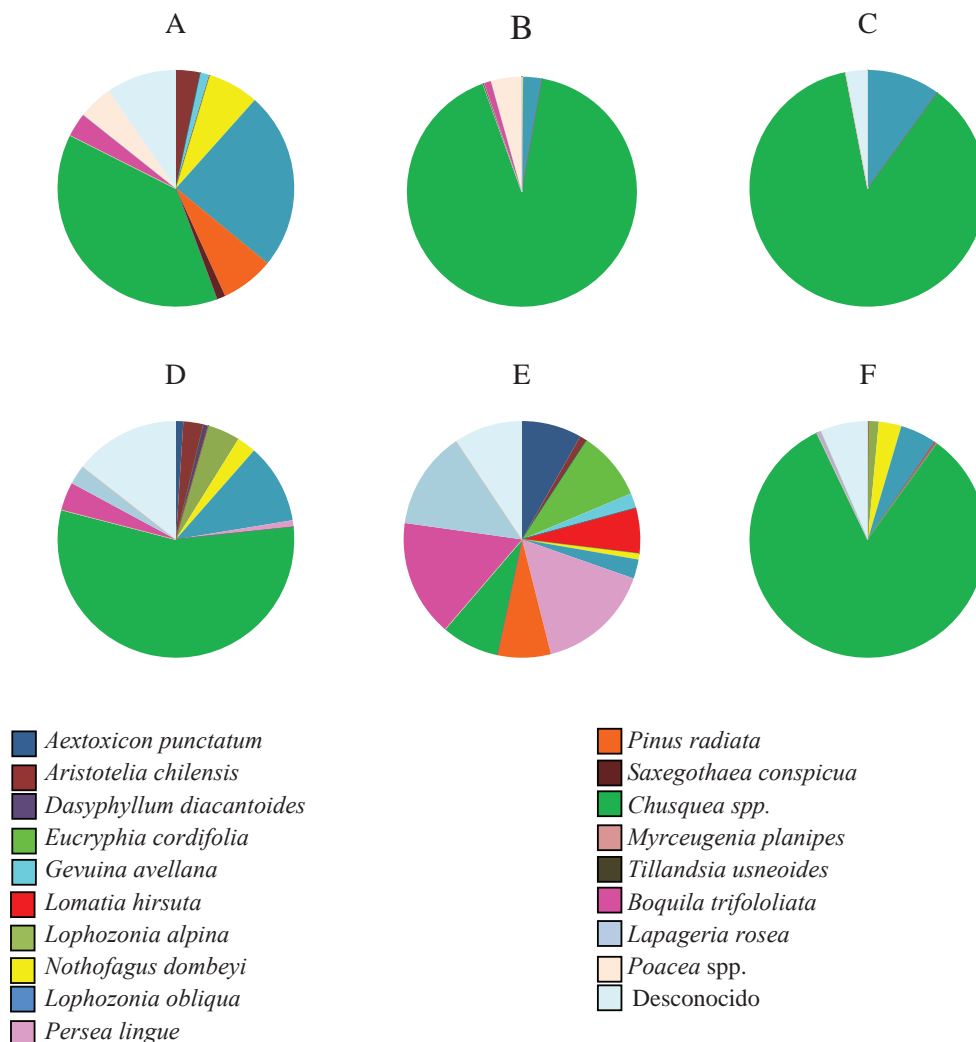 A
B
C
D
E
F
Aextoxicon punctatum
Aristotelia chilensis
Dasyphyllum diacantoides
Eucryphia cordifolia
Gevuina avellana
Lomatia hirsuta
Lophozonia alpina
Nothofagus dombeyi
Lophozonia obliqua
Persea lingue
Pinus radiata
Saxegothaea conspicua
Chusquea spp.
Myrceugenia planipes
Tillandsia usneoides
Boquila trifololiata
Lapageria rosea
Poacea spp.
Desconocido